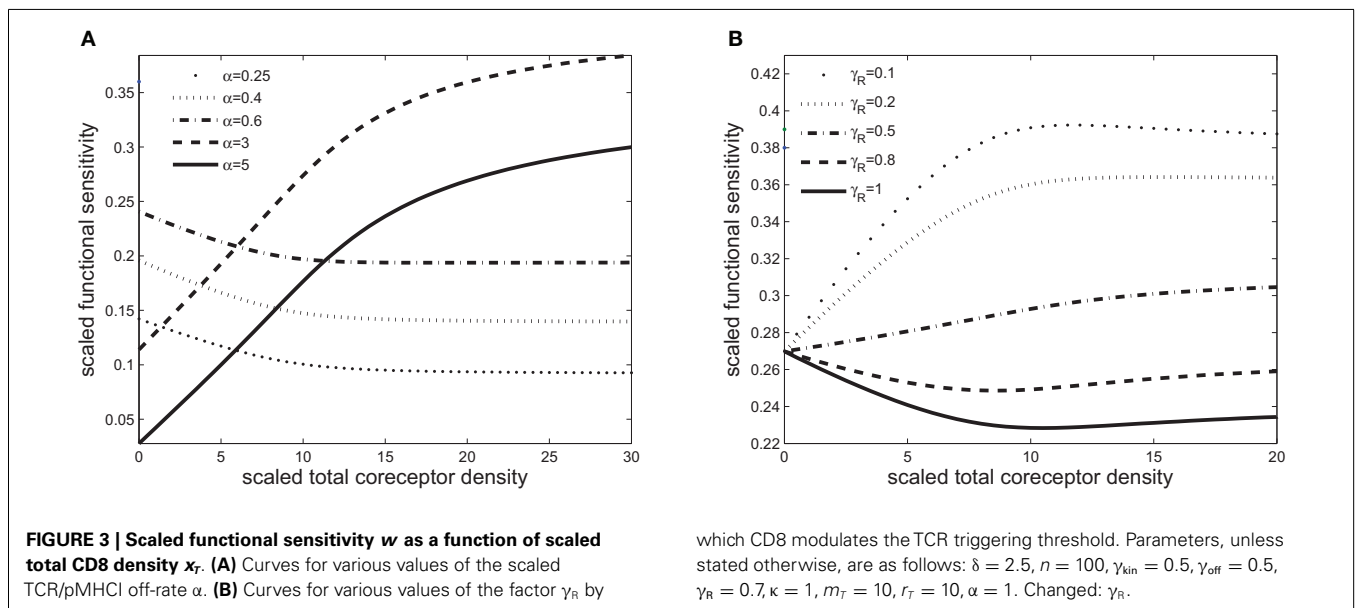 A
scaled functional sensitivity
0.35
0.3
0.25
0.2
0.15
0.1
0.05
α=0.25
α=0.4
α=0.6
α=3
α=5
0 5 10 15 20 25 30
scaled total coreceptor density
B
scaled functional sensitivity
0.42
0.4
0.38
0.36
0.34
0.32
0.3
0.28
0.26
0.24
0.22
γR=0.1
γR=0.2
γR=0.5
γR=0.8
γR=1
0 5 10 15 20
scaled total coreceptor density
FIGURE 3 | Scaled functional sensitivity w as a function of scaled
total CD8 density xT. (A) Curves for various values of the scaled
TCR/pMHCI off-rate α. (B) Curves for various values of the factor γR by
which CD8 modulates the TCR triggering threshold. Parameters, unless
stated otherwise, are as follows: δ = 2.5, n = 100, γkin = 0.5, γoff = 0.5,
γR = 0.7, κ = 1, mT = 10, rT = 10, α = 1. Changed: γR.